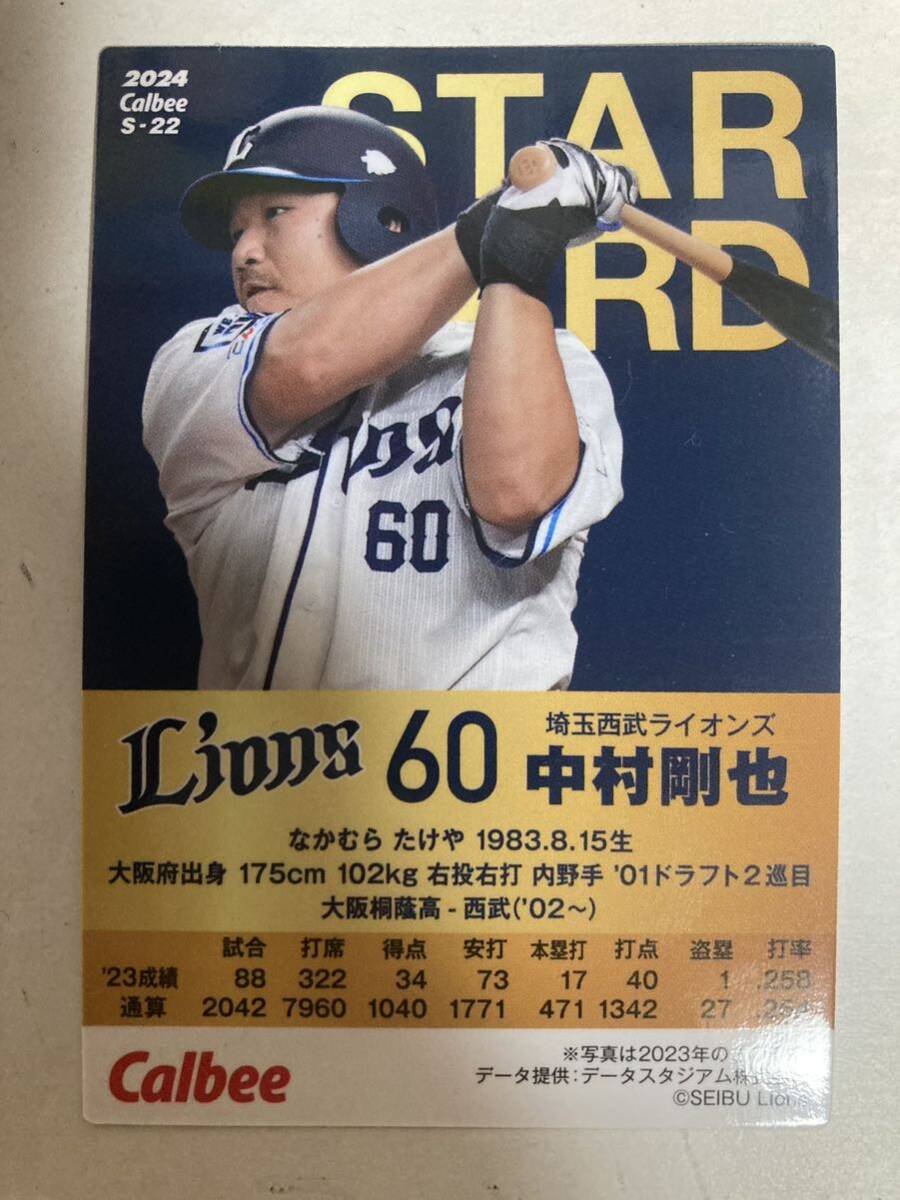 2024
Calbee
S-22
STAR
RD
Lions
60
Lions 60 埼玉西武ライオンズ
中村剛也
なかむら たけや 1983.8.15生
大阪府出身 175cm 102kg 右投右打 内野手 '01ドラフト2巡目
大阪桐蔭高-西武('02〜)
試合 打席 得点 安打 本塁打 打点 盗塁 打率
'23成績 88 322 34 73 17 40 1 .258
通算 2042 7960 1040 1771 471 1342 27
Calbee
※写真は2023年の
データ提供:データスタジアム株
©SEIBU Lions